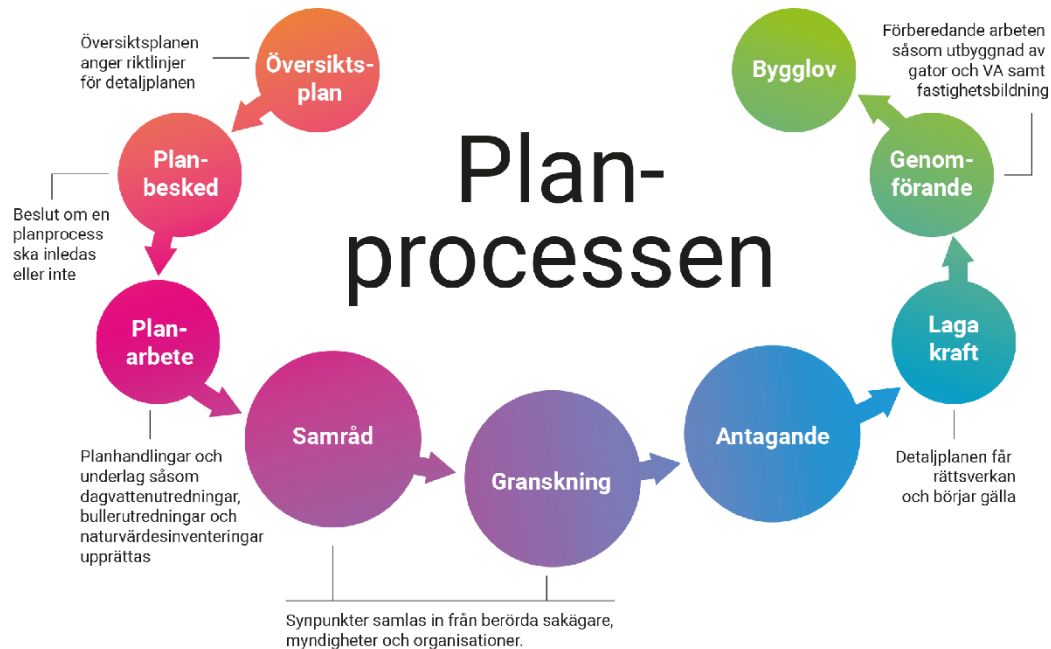 Plan-
processen
Översikts-
plan
Översiktsplanen
anger riktlinjer
för detaljplanen
Plan-
besked
Beslut om en
planprocess
ska inledas
eller inte
Plan-
arbete
Planhandlingar och
underlag såsom
dagvattenutredningar,
bullerutredningar och
naturvärdesinventeringar
upprättas
Samråd
Granskning
Synpunkter samlas in från berörda sakägare,
myndigheter och organisationer.
Antagande
Laga
kraft
Detaljplanen får
rättsverkan
och börjar gälla
Genom-
förande
Förberedande arbeten
såsom utbyggnad av
gator och VA samt
fastighetsbildning
Bygglov